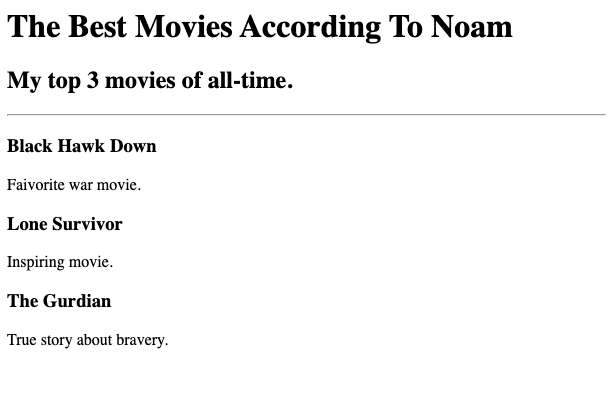 The Best Movies According To Noam
My top 3 movies of all-time.
Black Hawk Down
Faivorite war movie.
Lone Survivor
Inspiring movie.
The Gurdian
True story about bravery.